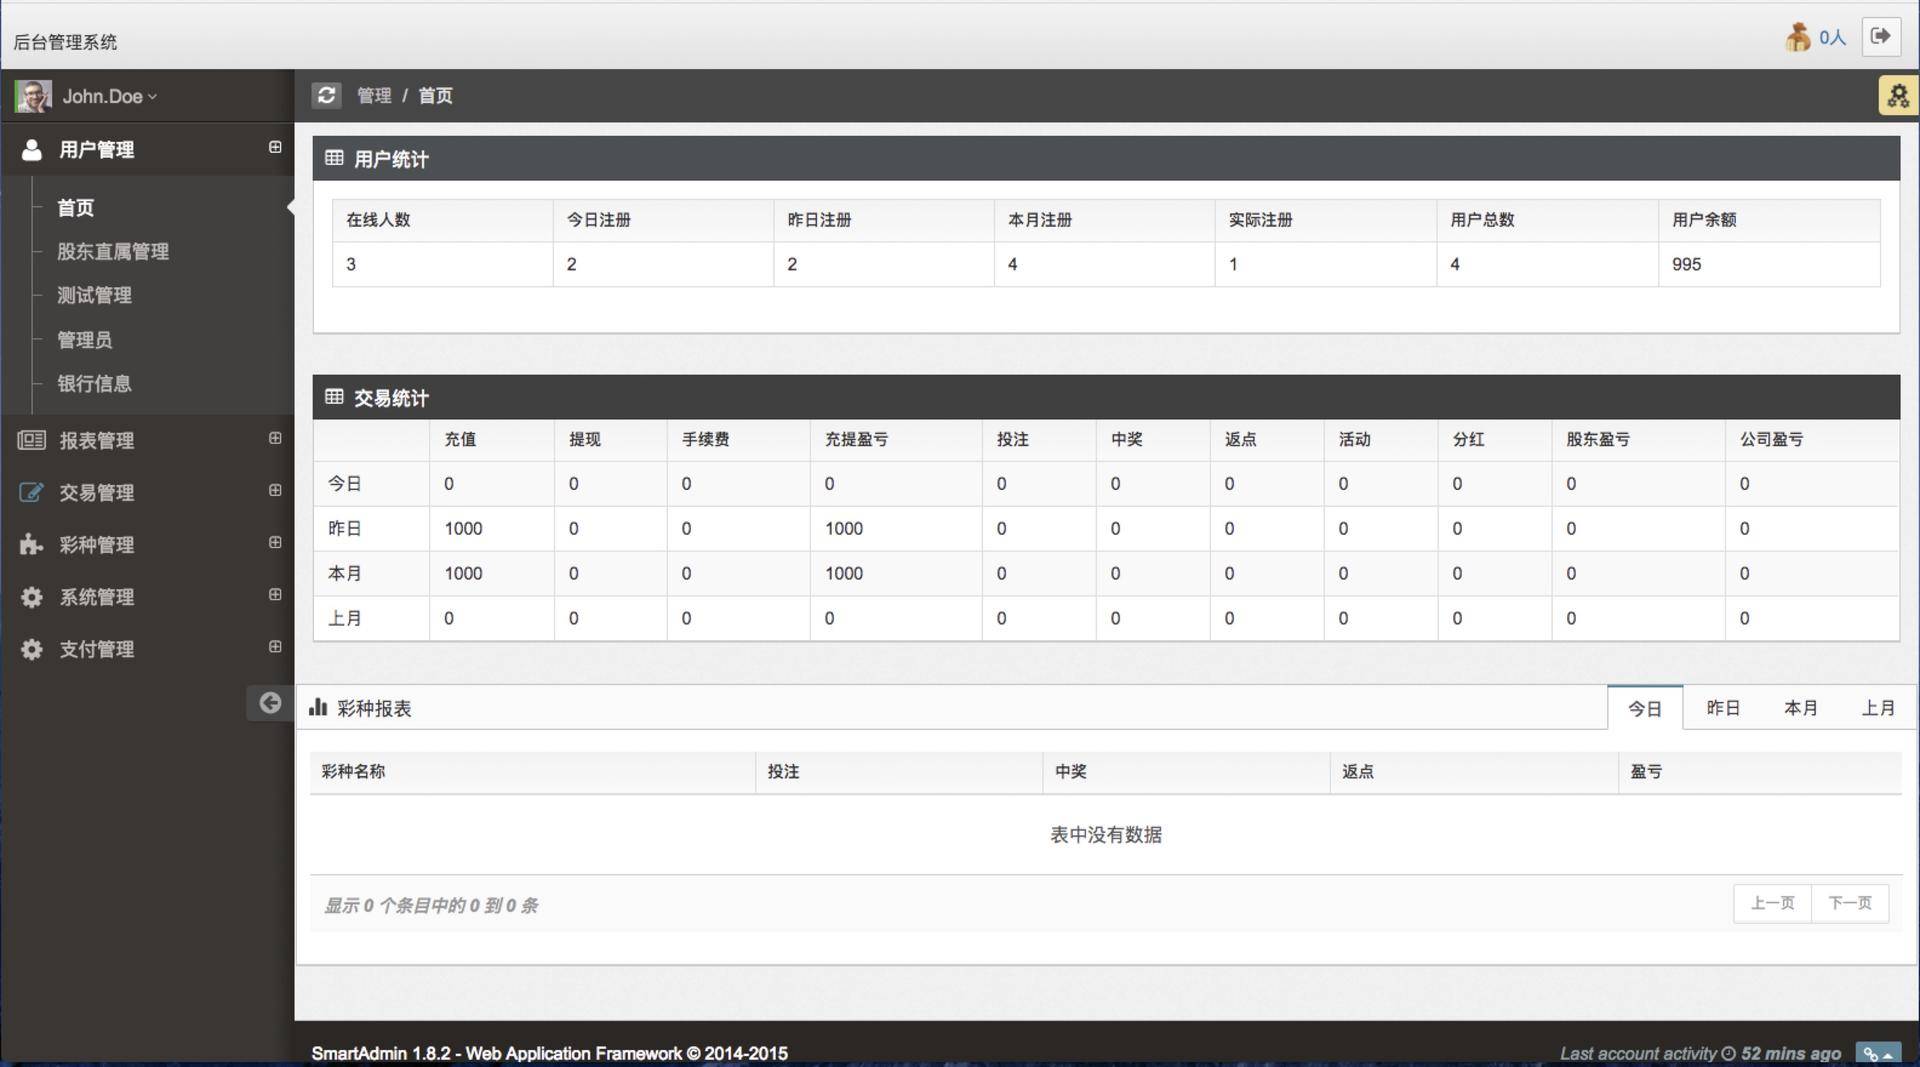 后台管理系统
0人
John.Doe
管理 / 首页
用户管理
首页
股东直属管理
测试管理
管理员
银行信息
报表管理
交易管理
彩种管理
系统管理
支付管理
用户统计
在线人数 今日注册 昨日注册 本月注册 实际注册 用户总数 用户余额
3 2 2 4 1 4 995
交易统计
充值 提现 手续费 充提盈亏 投注 中奖 返点 活动 分红 股东盈亏 公司盈亏
今日 0 0 0 0 0 0 0 0 0 0 0
昨日 1000 0 0 1000 0 0 0 0 0 0 0
本月 1000 0 0 1000 0 0 0 0 0 0 0
上月 0 0 0 0 0 0 0 0 0 0 0
彩种报表
今日 昨日 本月 上月
彩种名称 投注 中奖 返点 盈亏
表中没有数据
显示 0 个条目中的 0 到 0 条
上一页 下一页
SmartAdmin 1.8.2 - Web Application Framework © 2014-2015
Last account activity 52 mins ago